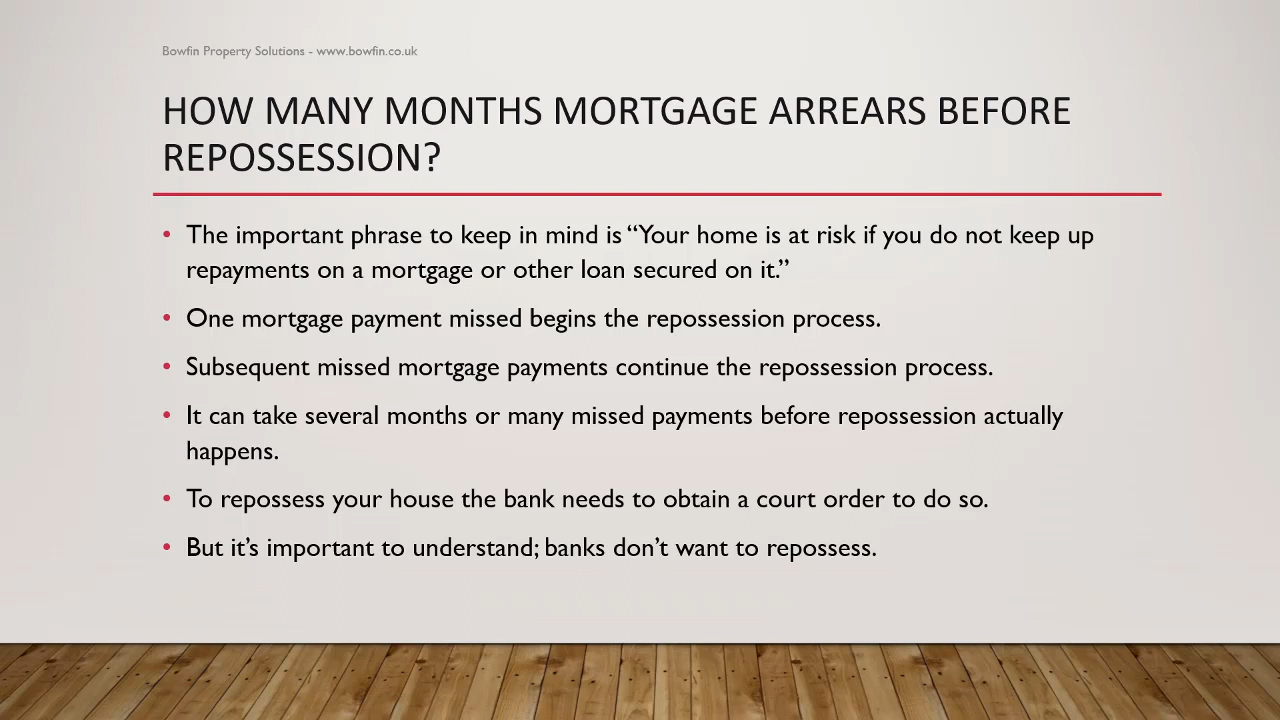 Bowfin Property Solutions - www.bowfin.co.uk
HOW MANY MONTHS MORTGAGE ARREARS BEFORE
REPOSSESSION?
• The important phrase to keep in mind is “Your home is at risk if you do not keep up
repayments on a mortgage or other loan secured on it.”
• One mortgage payment missed begins the repossession process.
• Subsequent missed mortgage payments continue the repossession process.
• It can take several months or many missed payments before repossession actually
happens.
• To repossess your house the bank needs to obtain a court order to do so.
• But it’s important to understand; banks don’t want to repossess.